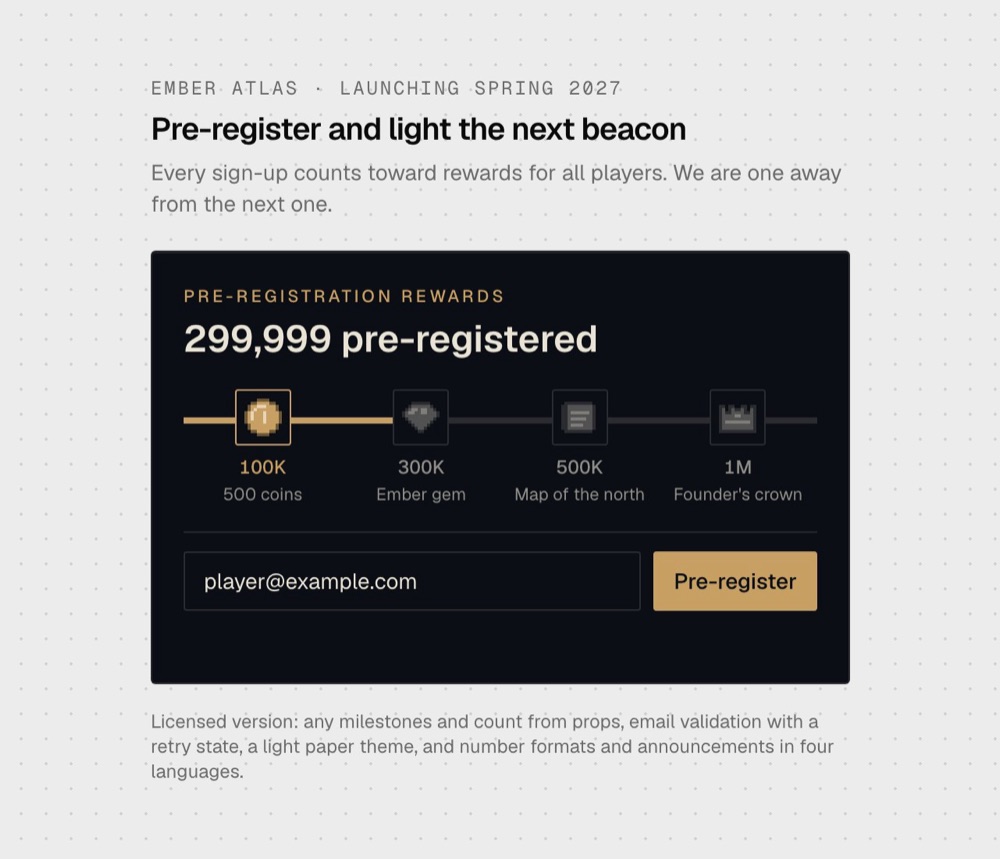 EMBER ATLAS · LAUNCHING SPRING 2027
Pre-register and light the next beacon
Every sign-up counts toward rewards for all players. We are one away
from the next one.
PRE-REGISTRATION REWARDS
299,999 pre-registered
100K
300K
500K
1M
500 coins
Ember gem
Map of the north
Founder's crown
player@example.com
Pre-register
Licensed version: any milestones and count from props, email validation with a
retry state, a light paper theme, and number formats and announcements in four
languages.